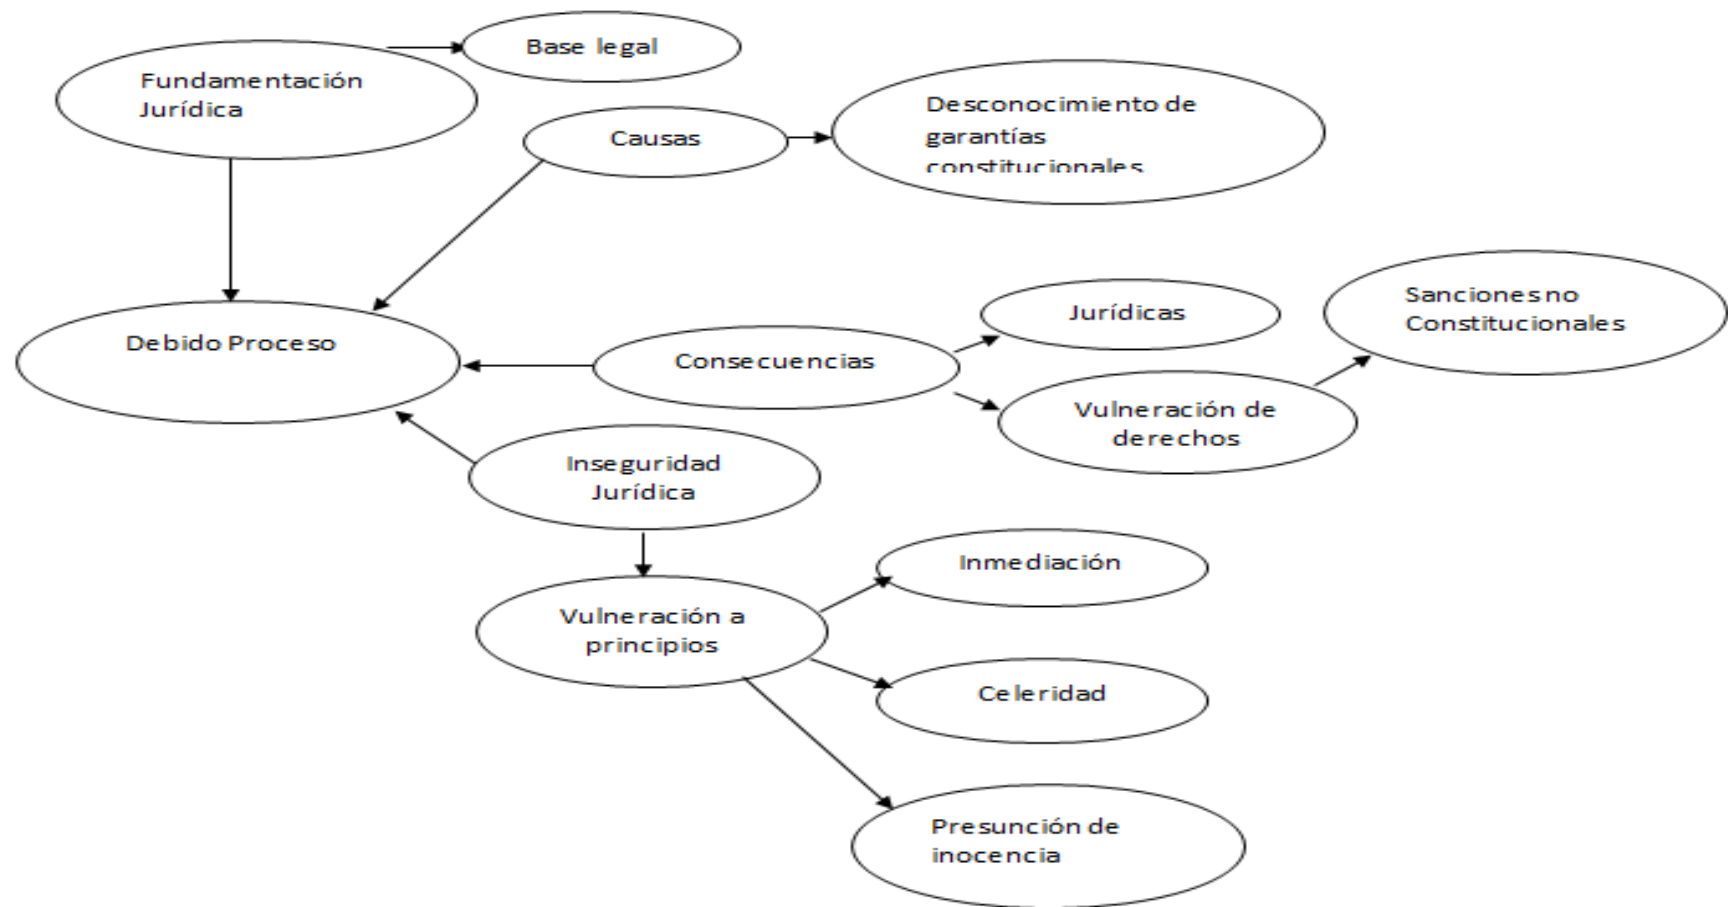 Base legal
Fundamentación
Jurídica
Desconocimiento de
garantías
constitucionales
Causas
Sanciones no
Constitucionales
Jurídicas
Debido Proceso
Consecuencias
Vulneración de
derechos
Inseguridad
Jurídica
Inmediación
Vulneración a
principios
Celeridad
Presunción de
inocencia